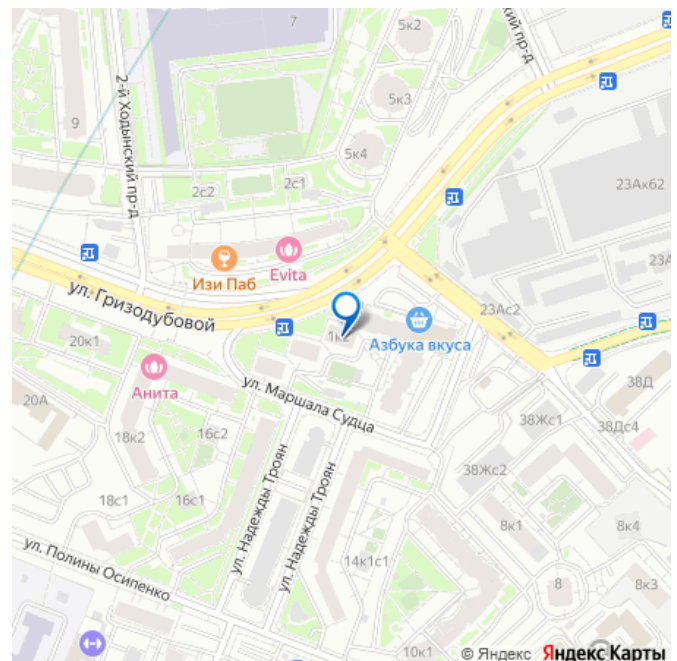 7
5к2
ский пр-д
2-й Ходынский пр-д
9
5к3
5к4
2с2
2с1
23Ак62
Изи Паб
Evita
23А
ул. Гризодубовой
23Ас2
20к1
1к2
Азбука вкуса
Анита
ул. Маршала Судца
38Д
20А
18к2
16с2
38Жс1
38Дс4
18с1
16с1
ул. Надежды Троян
ул. Надежды Троян
38Жс2
8к1
8к4
ул. Полины Осипенко
14к1с1
8
8к3
10к1
© Яндекс Яндекс Карты